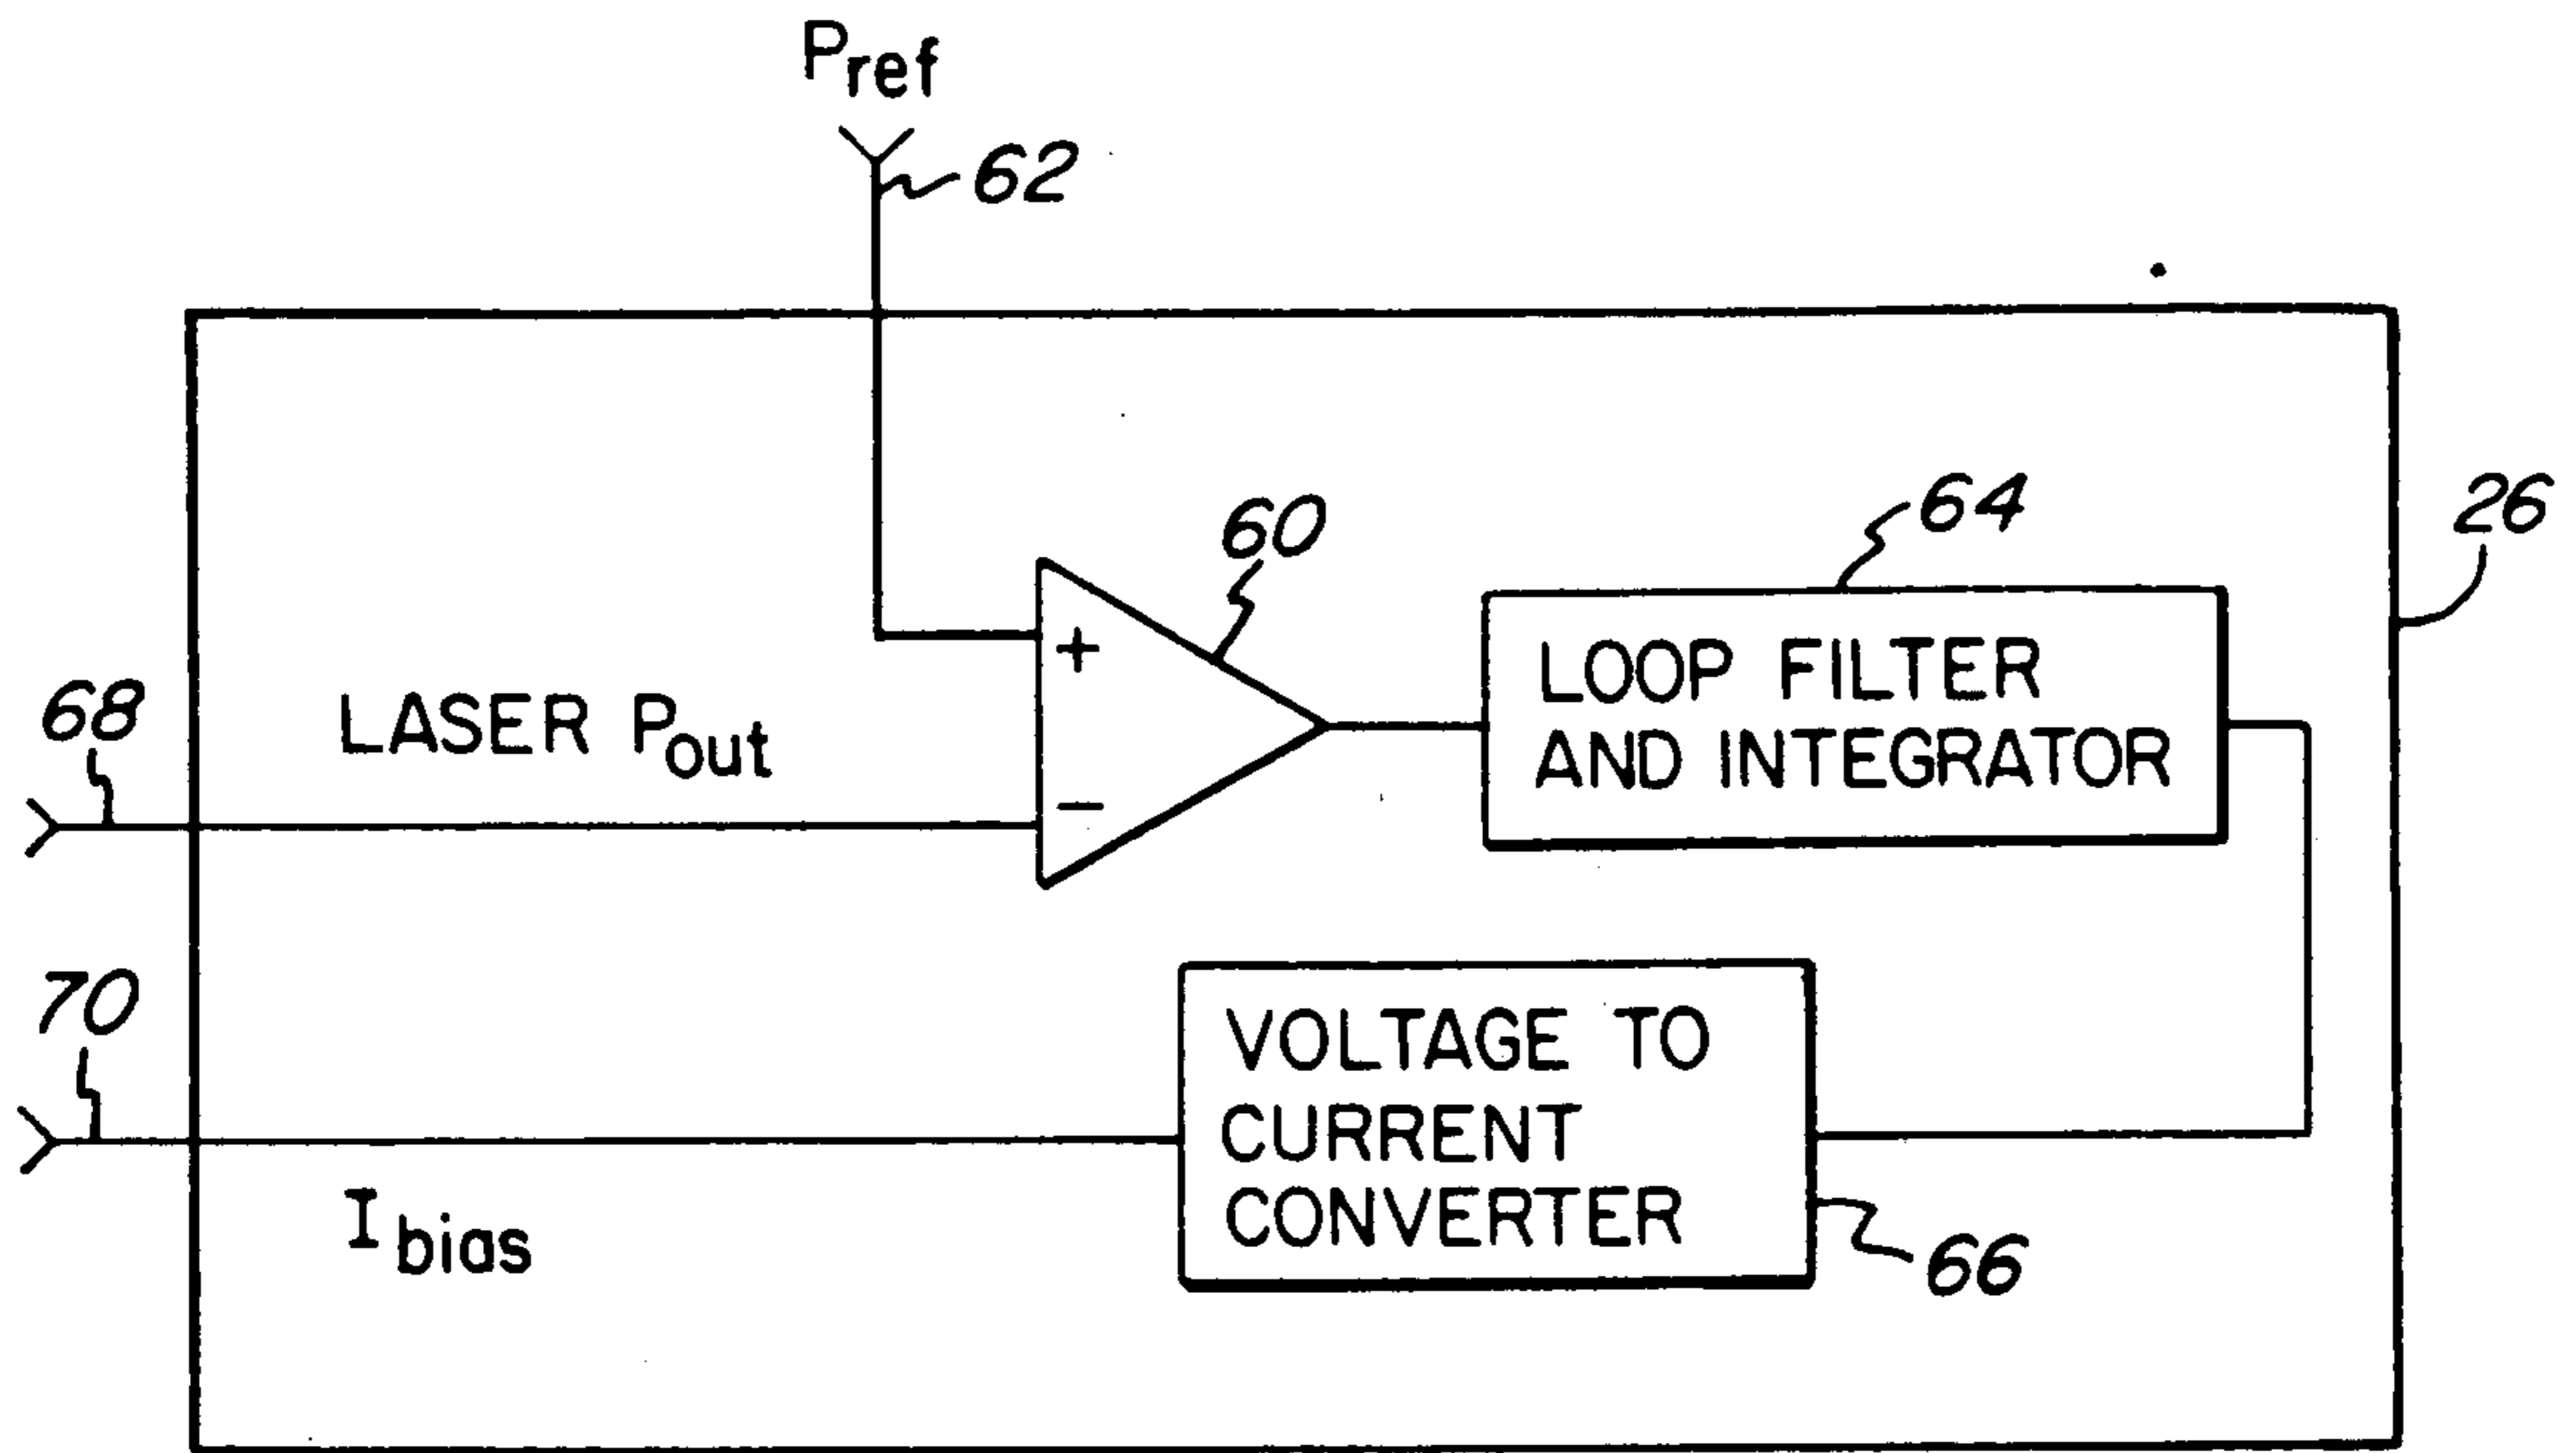 Pref
62
60
64
26
68
LASER Pout
+
LOOP FILTER
AND INTEGRATOR
−
70
VOLTAGE TO
CURRENT
CONVERTER
Ibias
66